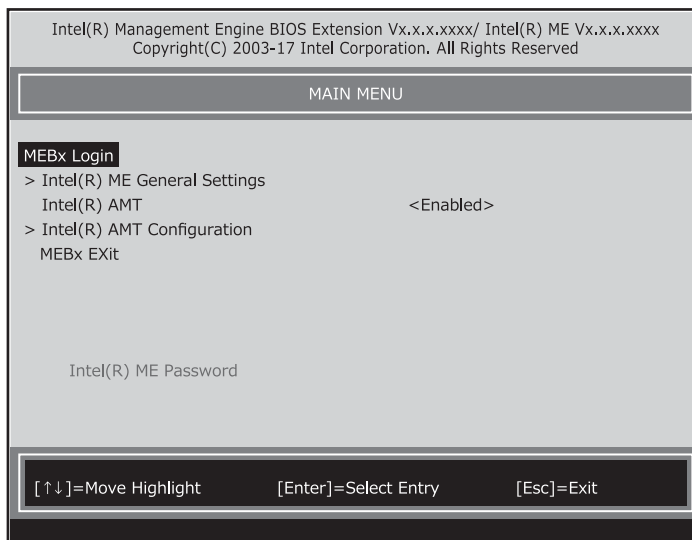 Intel(R) Management Engine BIOS Extension Vx.x.x.xxxx/ Intel(R) ME Vx.x.x.xxxx
Copyright(C) 2003-17 Intel Corporation. All Rights Reserved
MAIN MENU
MEBx Login
> Intel(R) ME General Settings
Intel(R) AMT <Enabled>
> Intel(R) AMT Configuration
MEBx EXit
Intel(R) ME Password
[↑↓]=Move Highlight [Enter]=Select Entry [Esc]=Exit